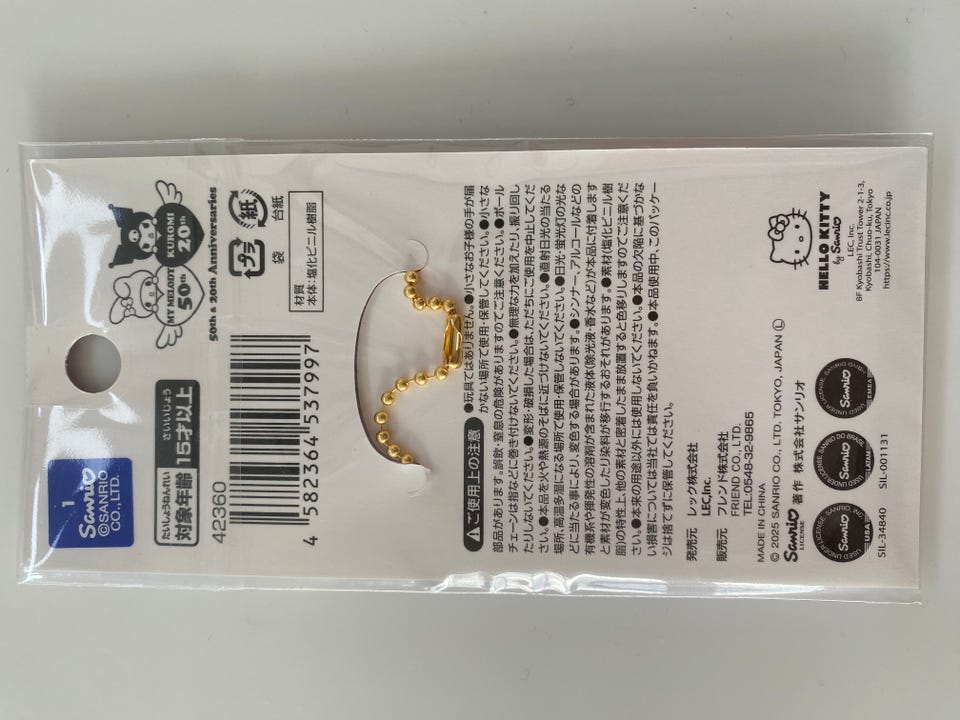 1
Sanrio
©SANRIO
CO.,LTD.
MY MELODY
50th
KUROMI
20th
50th & 20th Anniversaries
たいしょうねんれい さいいじょう
対象年齢15才以上
プラ
袋
紙
台紙
42360
材質
本体:塩化ビニル樹脂
4 582364 537997
ご使用上の注意
●玩具ではありません。●小さなお子様の手が届
かない場所で使用・保管してください。●小さな
部品があります。誤飲・窒息の危険がありますのでご注意ください。●ボール
チェーンは指などに巻き付けないでください。●無理な力を加えたり、振り回し
たりしないでください。●変形・破損した場合は、ただちにご使用を中止してくだ
さい。●本品を火や熱源のそばに近づけないでください。●直射日光の当たる
場所、高温多湿になる場所で使用・保管しないでください。●日光・蛍光灯の光な
どに当たる事により、変色する場合があります。●シンナー、アルコールなどの
有機系や揮発性の溶剤が含まれた液体(除光液・香水など)が本品に付着します
と素材が変色したり染料が移行するおそれがあります。●素材(塩化ビニル樹
脂)の特性上、他の素材と密着したまま放置すると色移りしますのでご注意くだ
さい。●本来の用途以外には使用しないでください。●本品の欠陥に基づかな
い損害については当社では責任を負いかねます。●本品使用中、このパッケー
ジは捨てずに保管してください。
発売元 レック株式会社
LEC,Inc.
販売元 フレンド株式会社
FRIEND CO., LTD.
TEL:0548-32-9865
MADE IN CHINA
© 2025 SANRIO CO., LTD. TOKYO, JAPAN Ⓛ
Sanrio 著作 株式会社サンリオ
LICENSE
USED UNDER LICENSE SANRIO INC.
Sanrio
USA
SIL-34840
USED UNDER LICENSE SANRIO DO BRASIL
Sanrio
LATAM
SIL-001131
USED UNDER LICENSE SANRIO GMBH
Sanrio
EMEA
HELLO KITTY
by Sanrio
LEC, Inc.
8F Kyobashi Trust Tower 2-1-3,
Kyobashi, Chuo-ku, Tokyo
104-0031 JAPAN
https://www.lecinc.co.jp